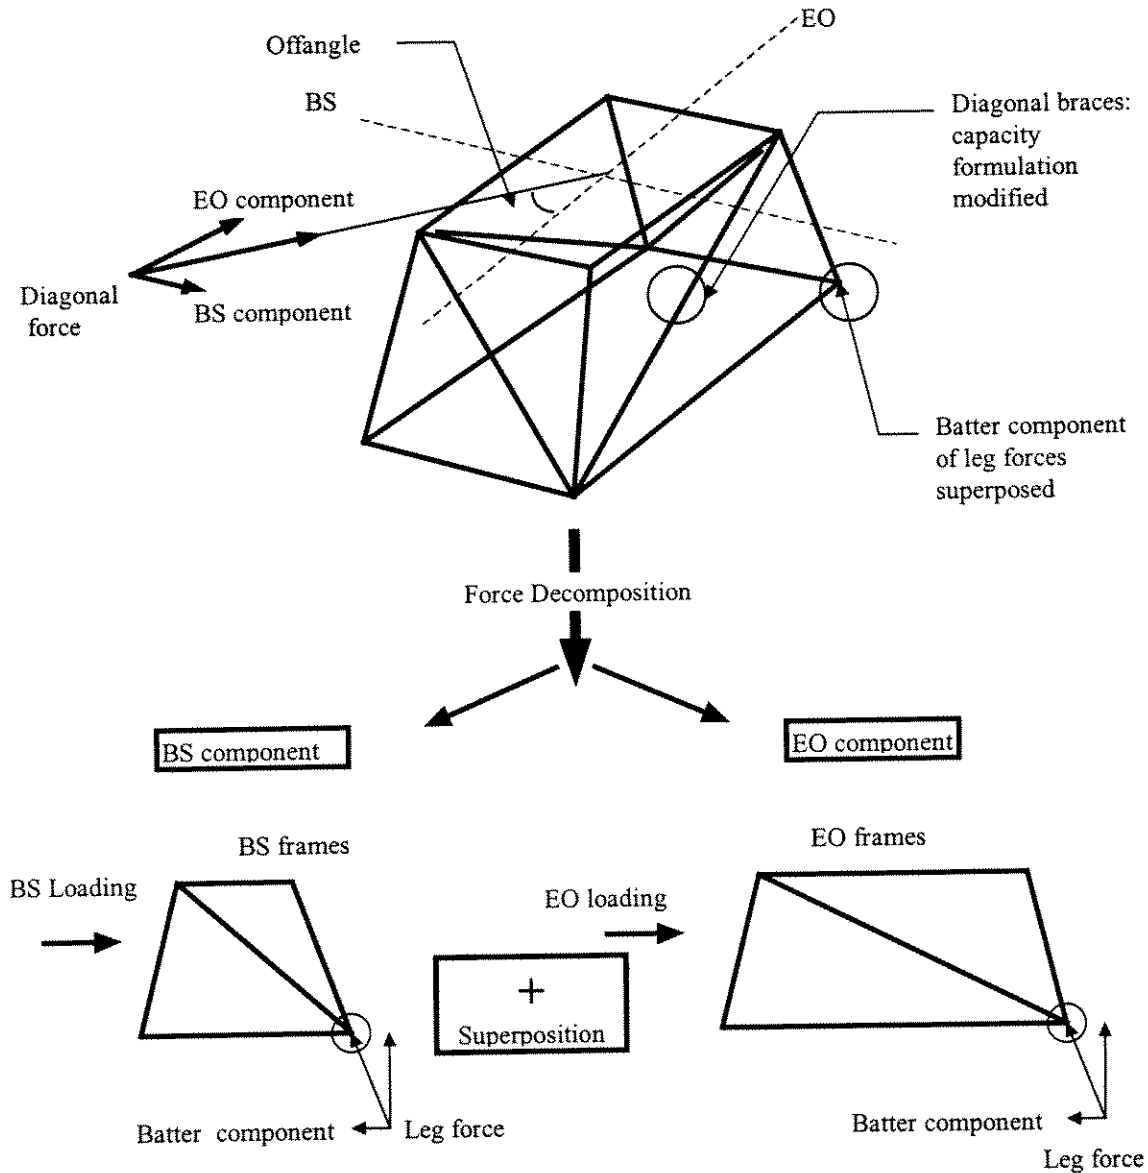 EO
Offangle
BS
Diagonal braces:
capacity
formulation
modified
EO component
Diagonal
force
BS component
Batter component
of leg forces
superposed
Force Decomposition
BS component
EO component
BS frames
EO frames
BS Loading
EO loading
+
Superposition
Batter component
Leg force
Batter component
Leg force